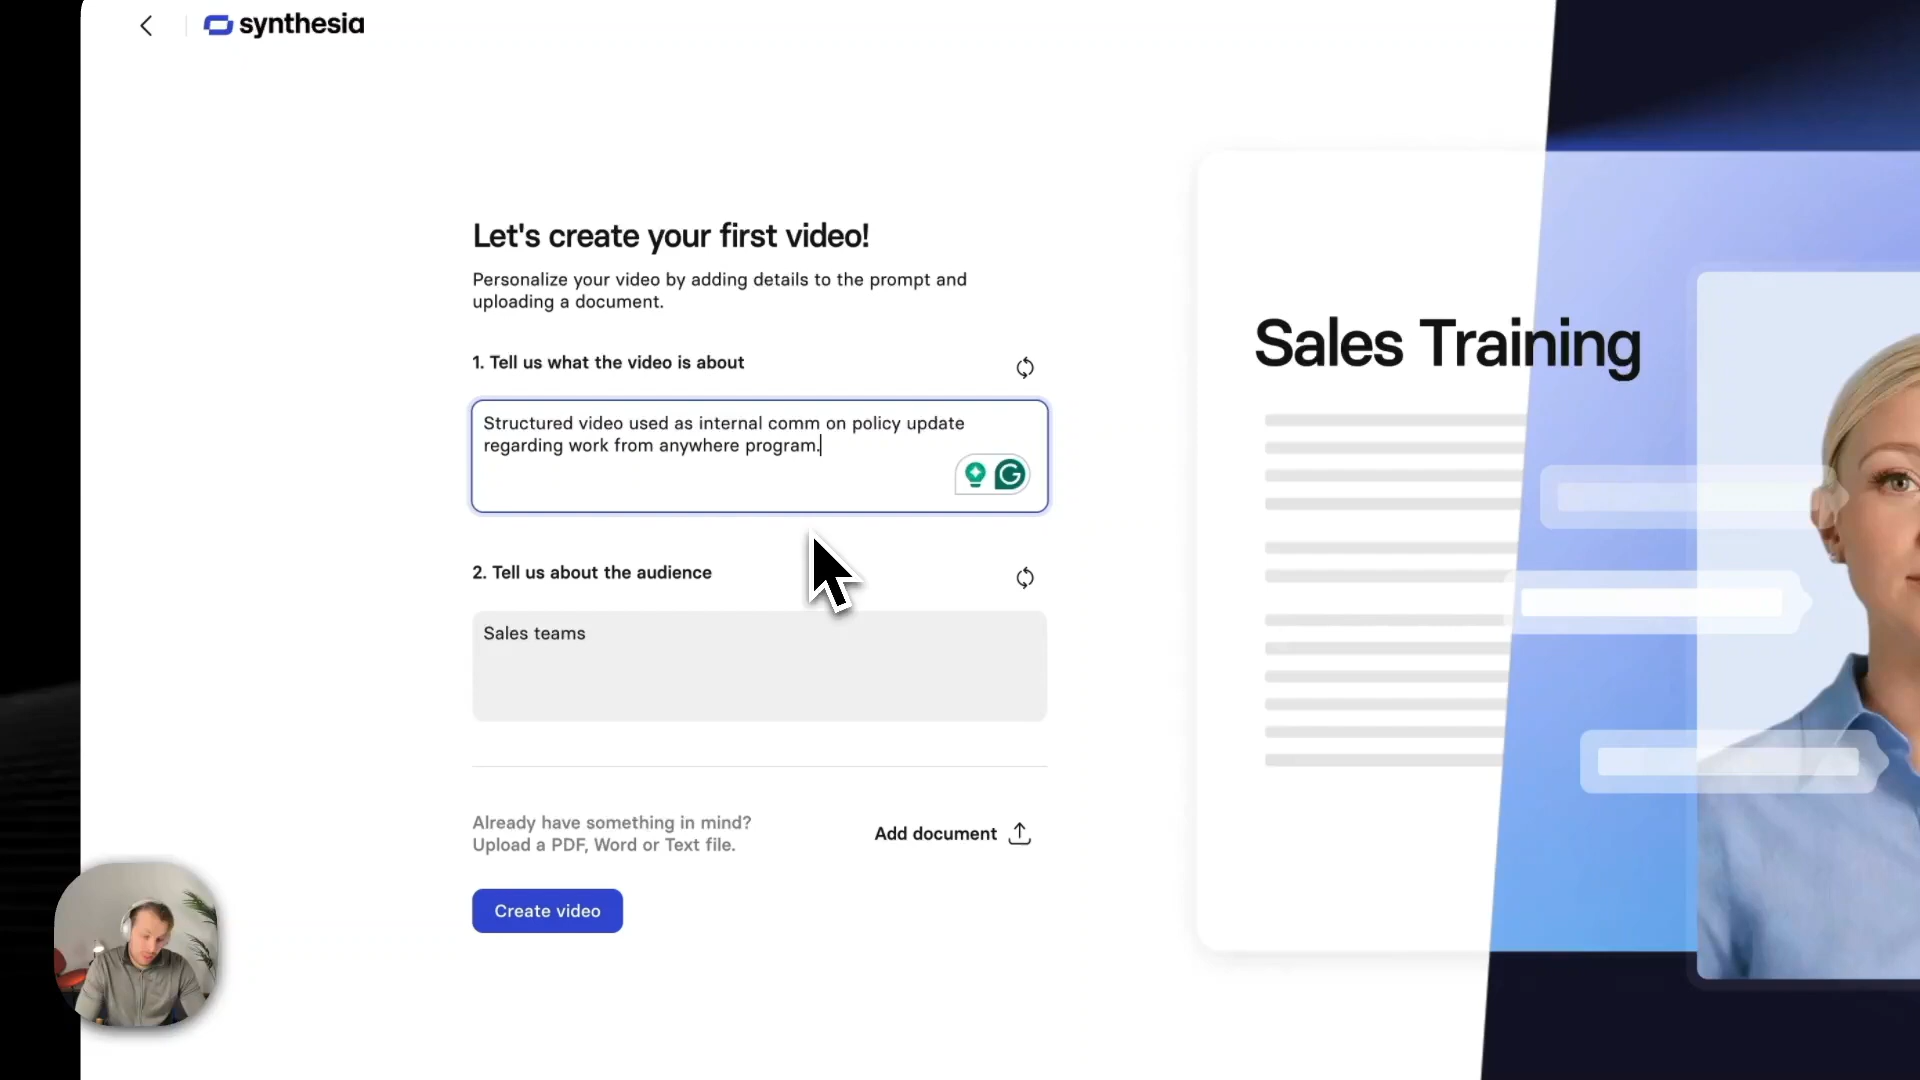 synthesia
Let's create your first video!
Personalize your video by adding details to the prompt and
uploading a document.
1. Tell us what the video is about
Structured video used as internal comm on policy update
regarding work from anywhere program.
2. Tell us about the audience
Sales teams
Already have something in mind?
Upload a PDF, Word or Text file.
Add document
Create video
Sales Training